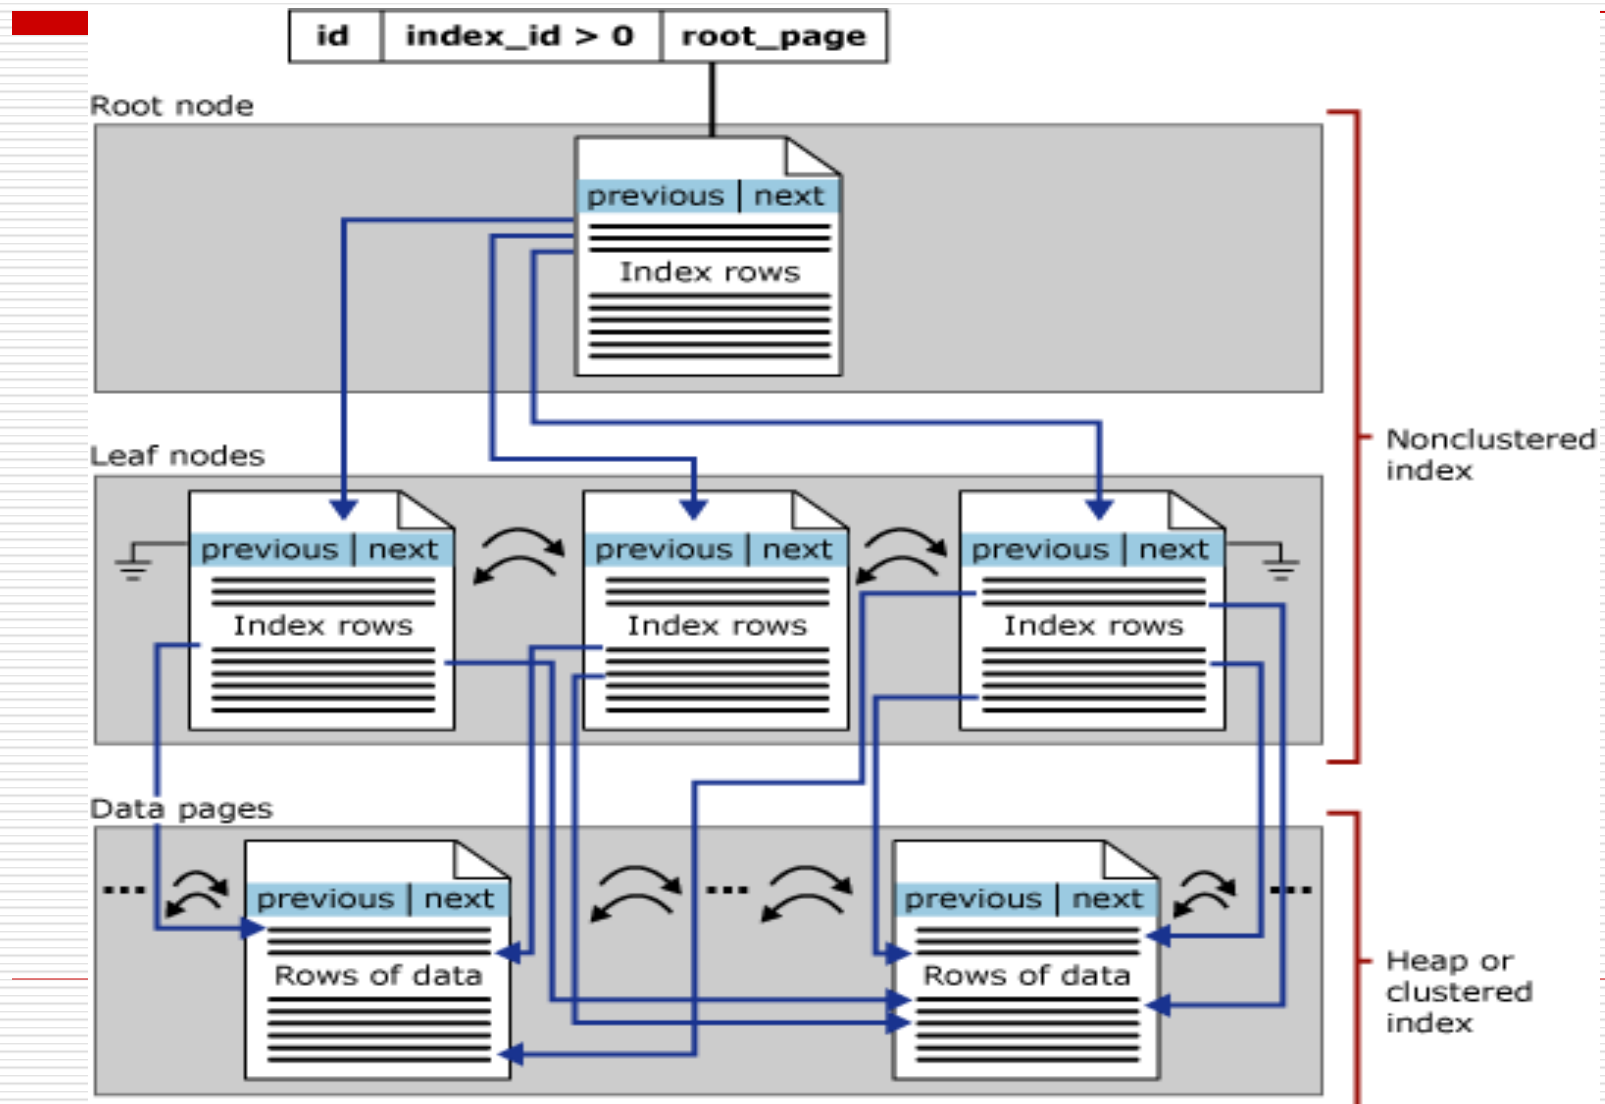 id index_id > 0 root_page
Root node
previous next
Index rows
Nonclustered
index
Leaf nodes
previous next previous next previous next
Index rows Index rows Index rows
Data pages
... ... ...
previous next previous next
Rows of data Rows of data
Heap or
clustered
index